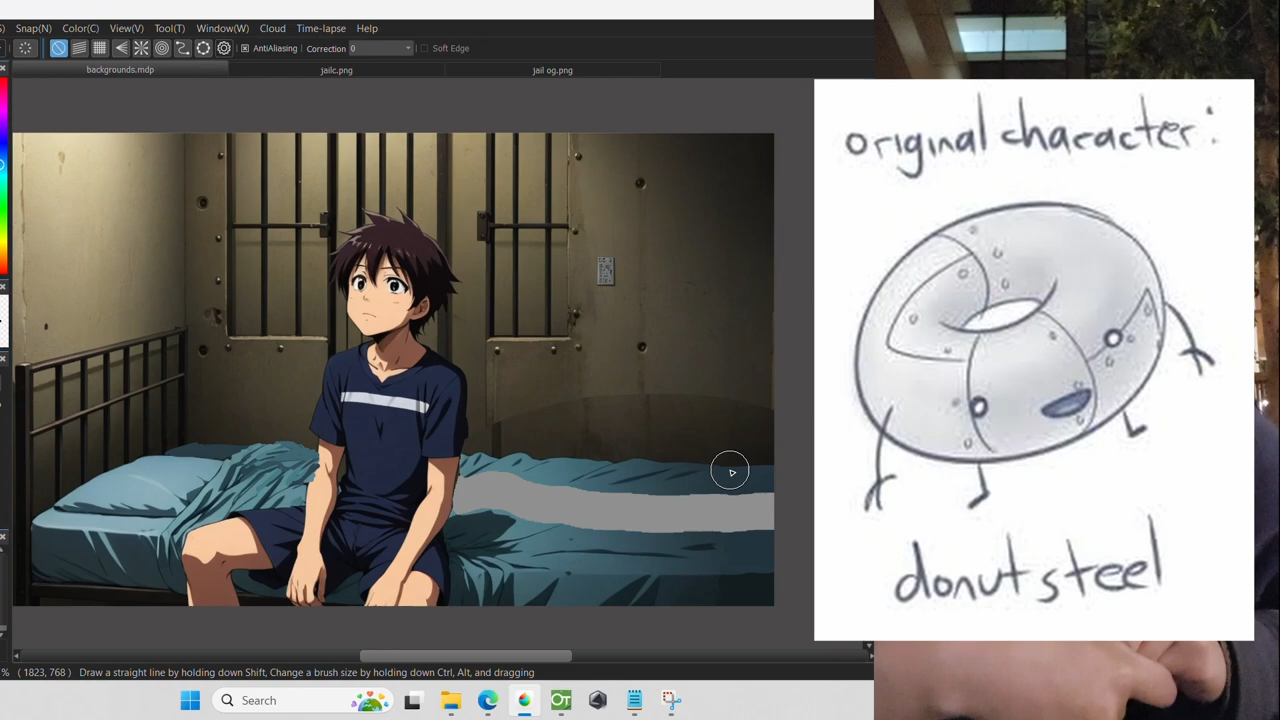 Snap(N) Color(C) View(V) Tool(T) Window(W) Cloud Time-lapse Help
AntiAliasing Correction 0 Soft Edge
backgrounds.mdp jailc.png jail og.png
original character:
donut steel
% ( 1823, 768 ) Draw a straight line by holding down Shift, Change a brush size by holding down Ctrl, Alt, and dragging
Search
OT